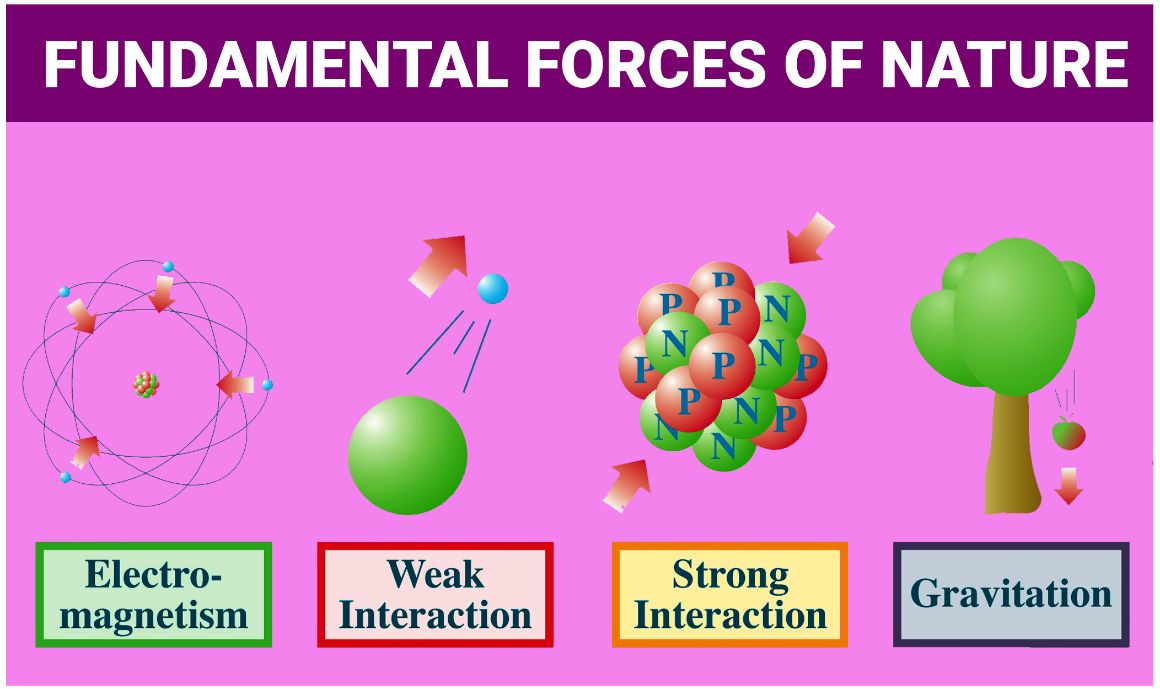 FUNDAMENTAL FORCES OF NATURE
P
P
P
N
N
N
P
P
P
P
N
N
P
N
Electro-
magnetism
Weak
Interaction
Strong
Interaction
Gravitation